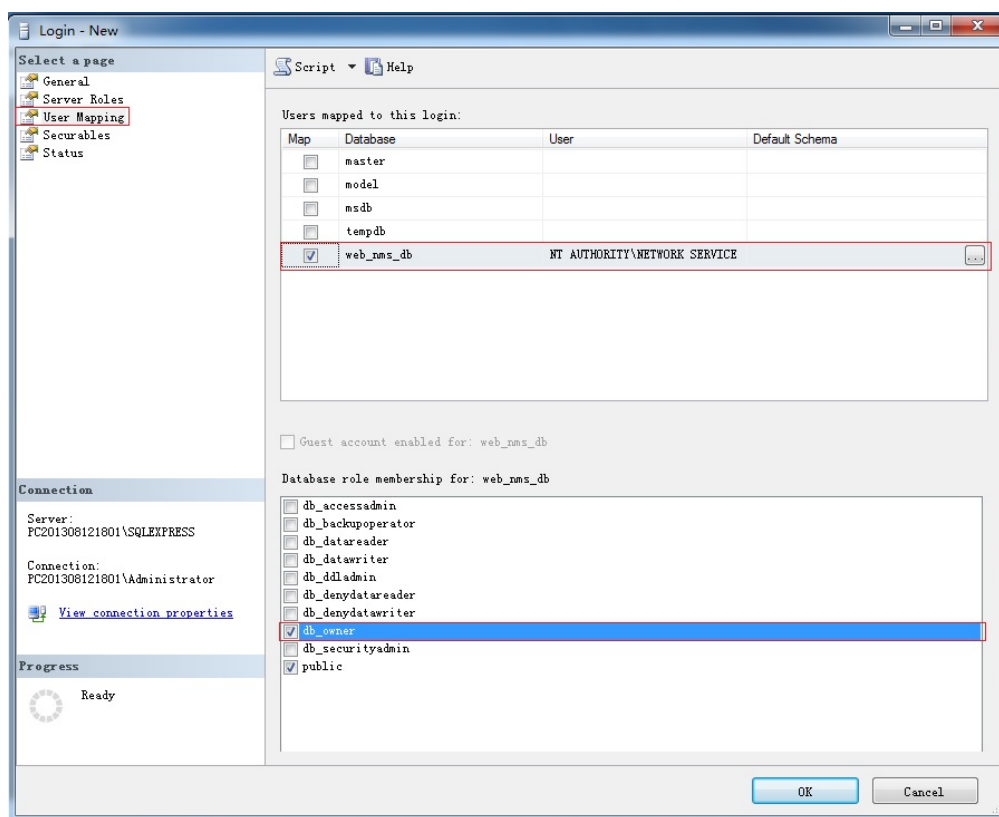 Login - New
Select a page
General
Server Roles
User Mapping
Securables
Status
Script Help
Users mapped to this login:
Map Database User Default Schema
master
model
msdb
tempdb
web_nms_db NT AUTHORITY\NETWORK SERVICE ...
Guest account enabled for: web_nms_db
Database role membership for: web_nms_db
db_accessadmin
db_backupoperator
db_datareader
db_datawriter
db_ddladmin
db_denydatareader
db_denydatawriter
db_owner
db_securityadmin
public
Connection
Server:
PC201308121801\SQLEXPRESS
Connection:
PC201308121801\Administrator
View connection properties
Progress
Ready
OK Cancel